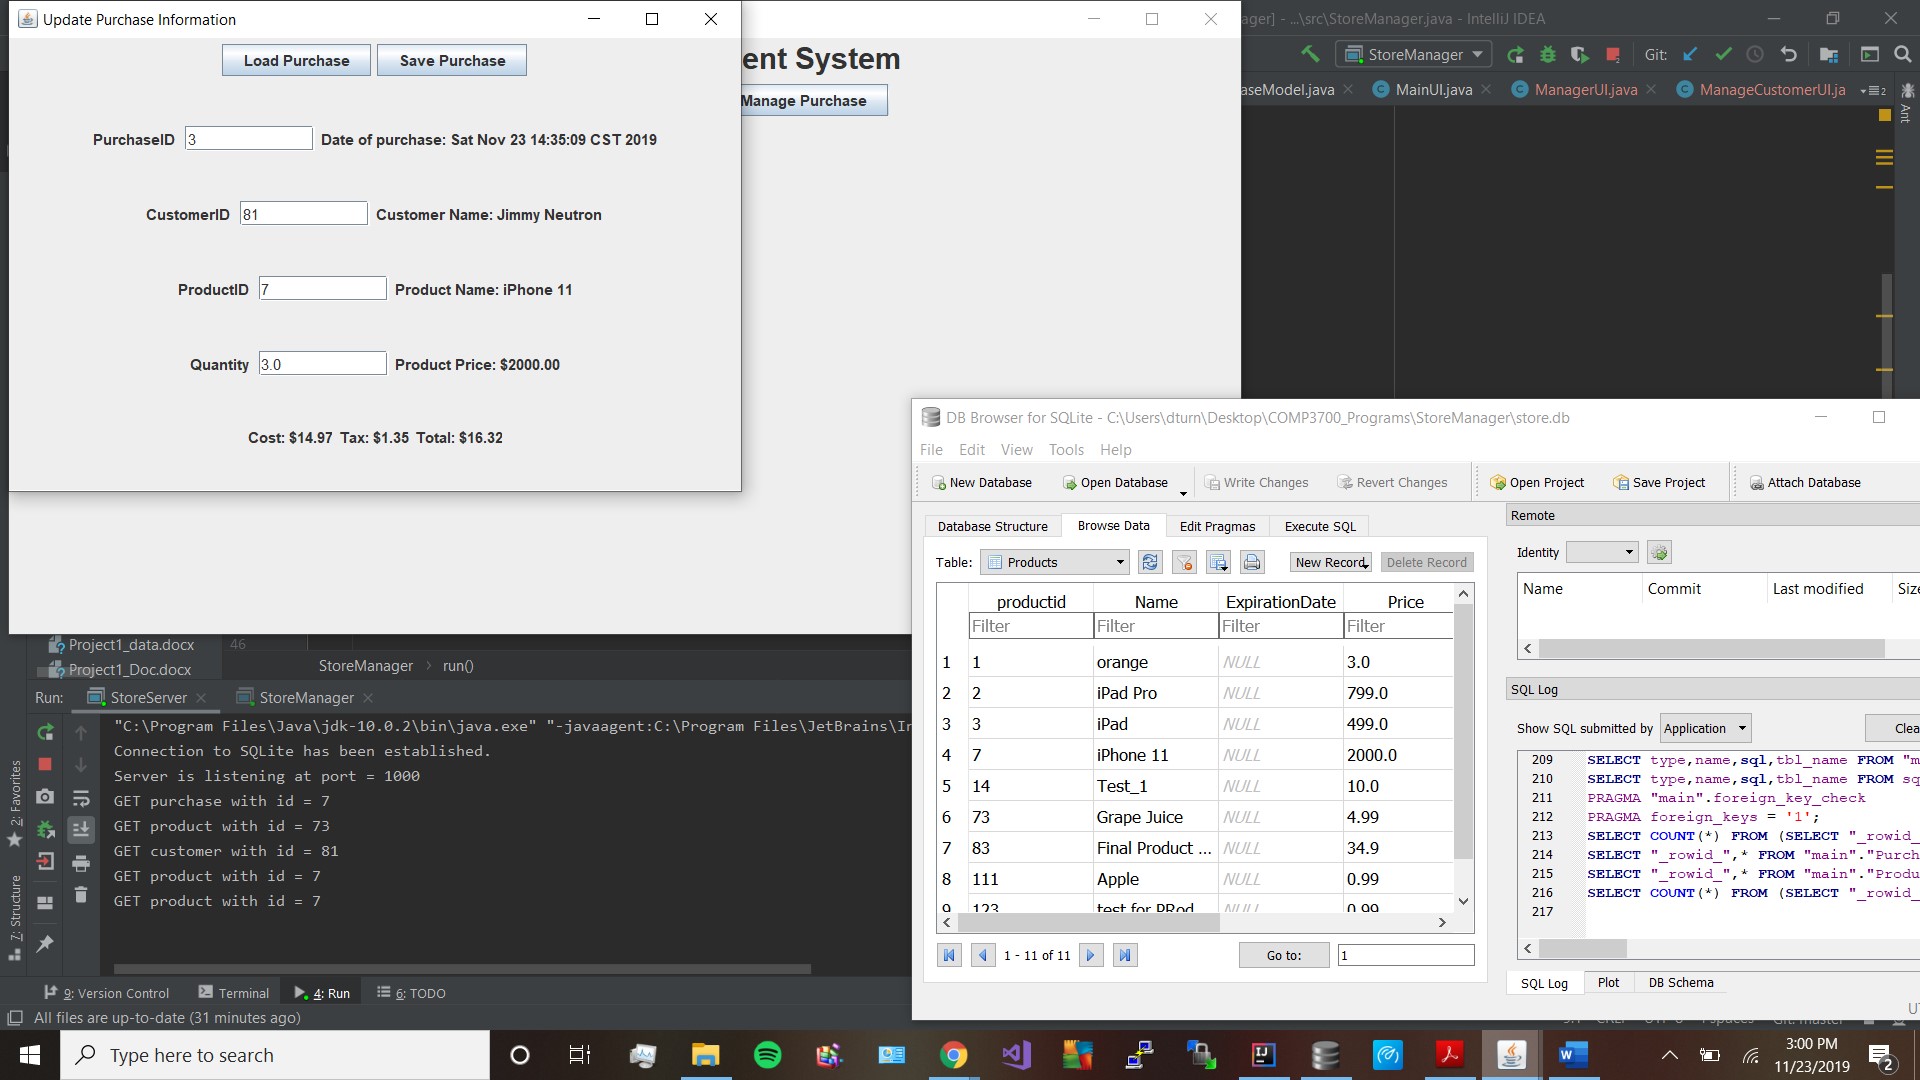 Update Purchase Information
Load Purchase
Save Purchase
PurchaseID 3 Date of purchase: Sat Nov 23 14:35:09 CST 2019
CustomerID 81 Customer Name: Jimmy Neutron
ProductID 7 Product Name: iPhone 11
Quantity 3.0 Product Price: $2000.00
Cost: $14.97 Tax: $1.35 Total: $16.32
ent System
Manage Purchase
ager] - ...\src\StoreManager.java - IntelliJ IDEA
StoreManager
Git:
aseModel.java
MainUI.java
ManagerUI.java
ManageCustomerUI.ja
2
Ant
DB Browser for SQLite - C:\Users\dturn\Desktop\COMP3700_Programs\StoreManager\store.db
File Edit View Tools Help
New Database
Open Database
Write Changes
Revert Changes
Open Project
Save Project
Attach Database
Database Structure
Browse Data
Edit Pragmas
Execute SQL
Table: Products
New Record
Delete Record
productid Name ExpirationDate Price
Filter Filter Filter Filter
1 1 orange NULL 3.0
2 2 iPad Pro NULL 799.0
3 3 iPad NULL 499.0
4 7 iPhone 11 NULL 2000.0
5 14 Test_1 NULL 10.0
6 73 Grape Juice NULL 4.99
7 83 Final Product ... NULL 34.9
8 111 Apple NULL 0.99
9 123 test for PRod NULL 0.99
1 - 11 of 11
Go to: 1
Remote
Identity
Name Commit Last modified Size
SQL Log
Show SQL submitted by Application
Clea
209 SELECT type,name,sql,tbl_name FROM "m
210 SELECT type,name,sql,tbl_name FROM sq
211 PRAGMA "main".foreign_key_check
212 PRAGMA foreign_keys = '1';
213 SELECT COUNT(*) FROM (SELECT "_rowid_
214 SELECT "_rowid_",* FROM "main"."Purch
215 SELECT "_rowid_",* FROM "main"."Produ
216 SELECT COUNT(*) FROM (SELECT "_rowid_
217
SQL Log
Plot
DB Schema
Project1_data.docx
46
Project1_Doc.docx
StoreManager
run()
Run:
StoreServer
StoreManager
"C:\Program Files\Java\jdk-10.0.2\bin\java.exe" "-javaagent:C:\Program Files\JetBrains\In
Connection to SQLite has been established.
Server is listening at port = 1000
GET purchase with id = 7
GET product with id = 73
GET customer with id = 81
GET product with id = 7
GET product with id = 7
2: Favorites
7: Structure
9: Version Control
Terminal
4: Run
6: TODO
All files are up-to-date (31 minutes ago)
Type here to search
3:00 PM
11/23/2019
2